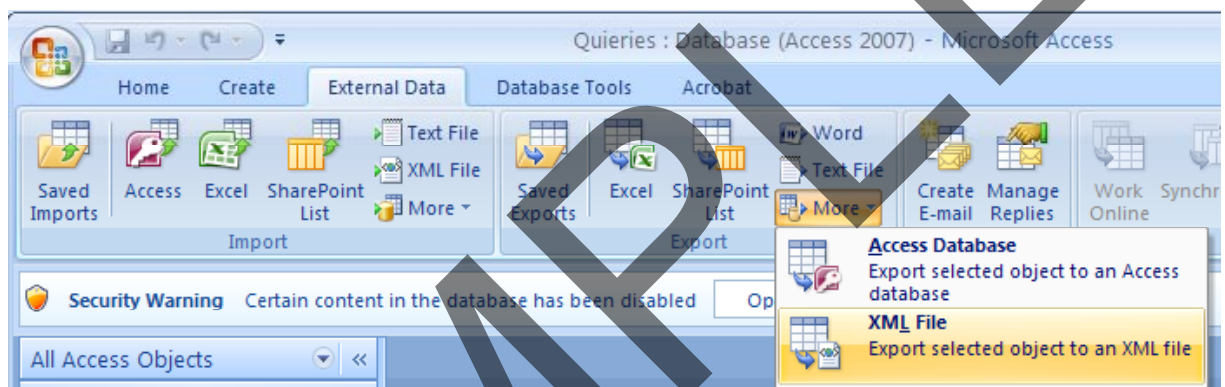 Quieries : Database (Access 2007) - Microsoft Access
Home Create External Data Database Tools Acrobat
Saved Imports
Access
Excel
SharePoint List
Text File
XML File
More
Import
Saved Exports
Excel
SharePoint List
Word
Text File
More
Export
Create E-mail
Manage Replies
Work Online
Synchr
Access Database
Export selected object to an Access
database
XML File
Export selected object to an XML file
Security Warning Certain content in the database has been disabled Op
All Access Objects
MPLE